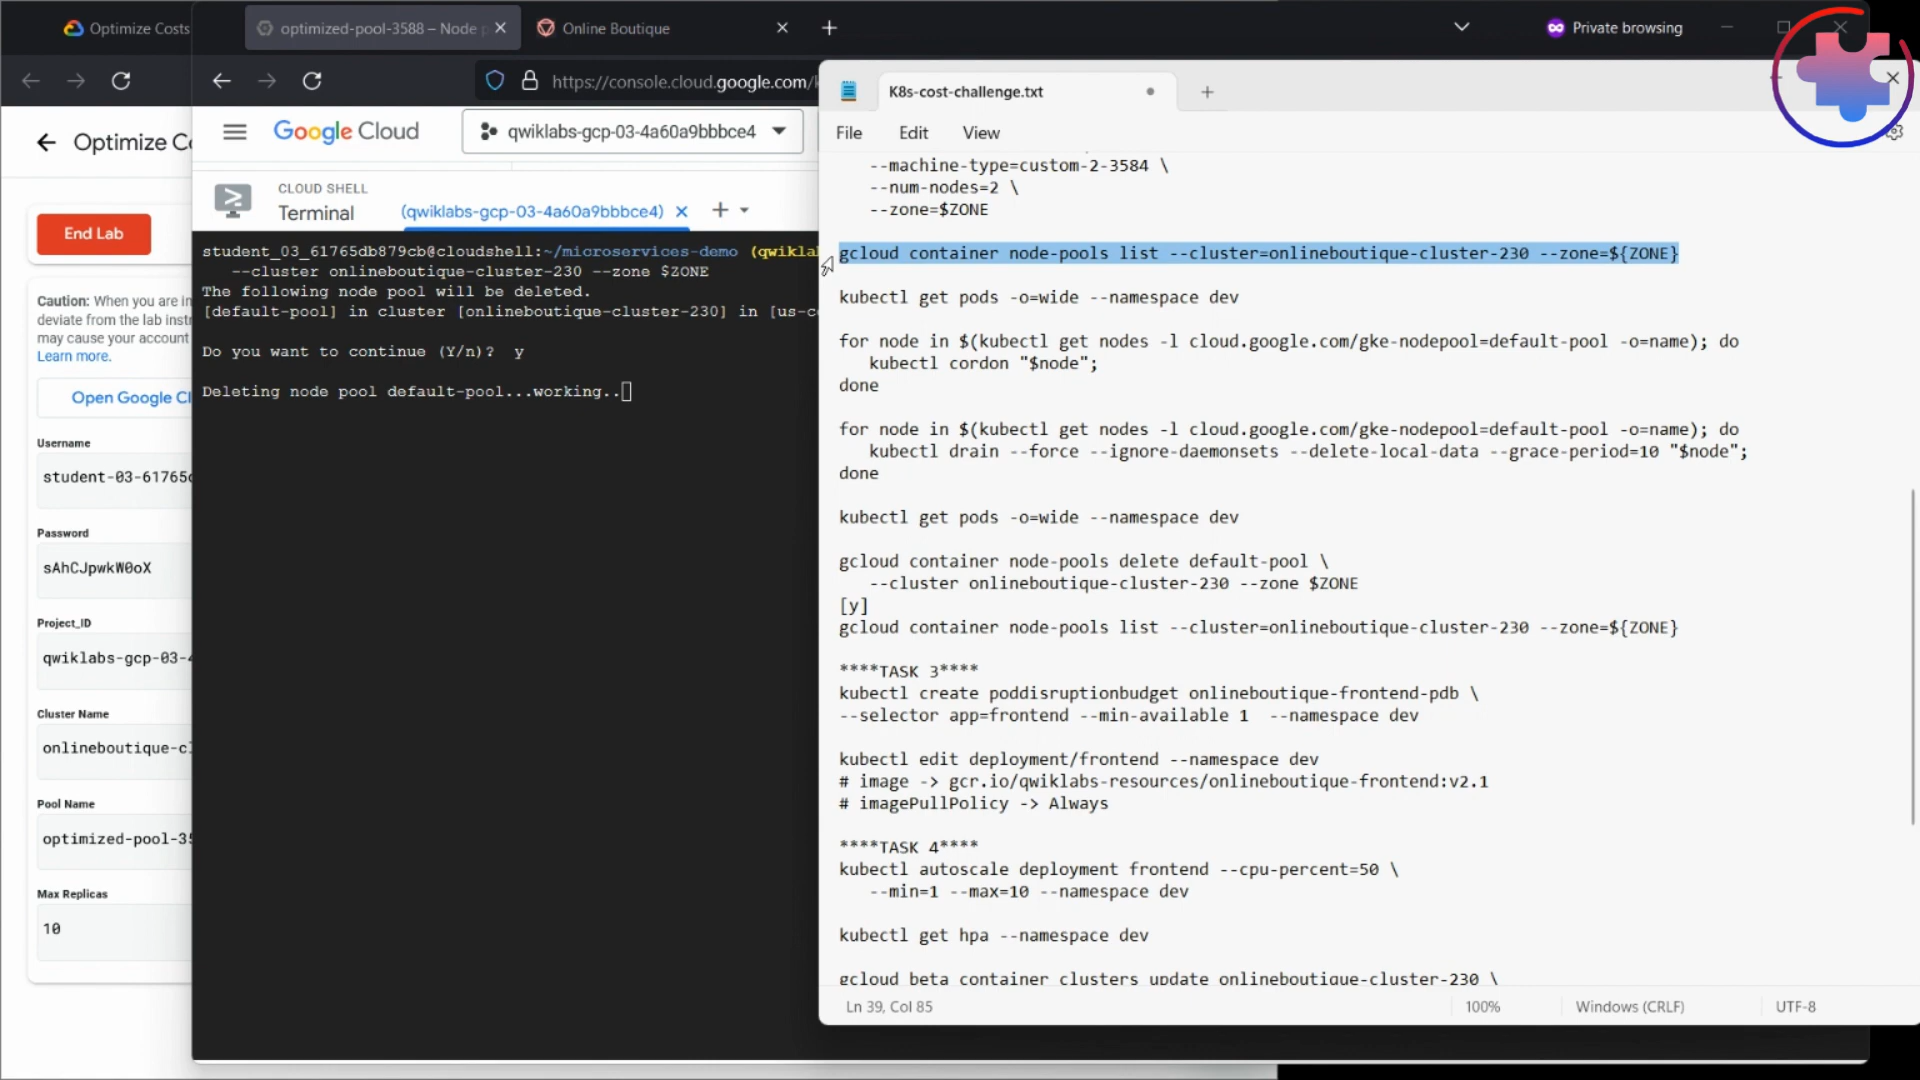 Optimize Costs
optimized-pool-3588 – Node p
Online Boutique
Private browsing
https://console.cloud.google.com/k
Optimize Co
Google Cloud
qwiklabs-gcp-03-4a60a9bbbce4
CLOUD SHELL
Terminal
(qwiklabs-gcp-03-4a60a9bbbce4)
End Lab
Caution: When you are in
deviate from the lab instr
may cause your account
Learn more.
Open Google Cl
Username
student-03-61765d
Password
sAhCJpwkW0oX
Project_ID
qwiklabs-gcp-03-4
Cluster Name
onlineboutique-cl
Pool Name
optimized-pool-35
Max Replicas
10
student_03_61765db879cb@cloudshell:~/microservices-demo (qwiklab
--cluster onlineboutique-cluster-230 --zone $ZONE
The following node pool will be deleted.
[default-pool] in cluster [onlineboutique-cluster-230] in [us-ce
Do you want to continue (Y/n)? y
Deleting node pool default-pool...working..
K8s-cost-challenge.txt
File Edit View
--machine-type=custom-2-3584 \
--num-nodes=2 \
--zone=$ZONE
gcloud container node-pools list --cluster=onlineboutique-cluster-230 --zone=${ZONE}
kubectl get pods -o=wide --namespace dev
for node in $(kubectl get nodes -l cloud.google.com/gke-nodepool=default-pool -o=name); do
kubectl cordon "$node";
done
for node in $(kubectl get nodes -l cloud.google.com/gke-nodepool=default-pool -o=name); do
kubectl drain --force --ignore-daemonsets --delete-local-data --grace-period=10 "$node";
done
kubectl get pods -o=wide --namespace dev
gcloud container node-pools delete default-pool \
--cluster onlineboutique-cluster-230 --zone $ZONE
[y]
gcloud container node-pools list --cluster=onlineboutique-cluster-230 --zone=${ZONE}
****TASK 3****
kubectl create poddisruptionbudget onlineboutique-frontend-pdb \
--selector app=frontend --min-available 1 --namespace dev
kubectl edit deployment/frontend --namespace dev
# image -> gcr.io/qwiklabs-resources/onlineboutique-frontend:v2.1
# imagePullPolicy -> Always
****TASK 4****
kubectl autoscale deployment frontend --cpu-percent=50 \
--min=1 --max=10 --namespace dev
kubectl get hpa --namespace dev
gcloud beta container clusters update onlineboutique-cluster-230 \
Ln 39, Col 85
100%
Windows (CRLF)
UTF-8